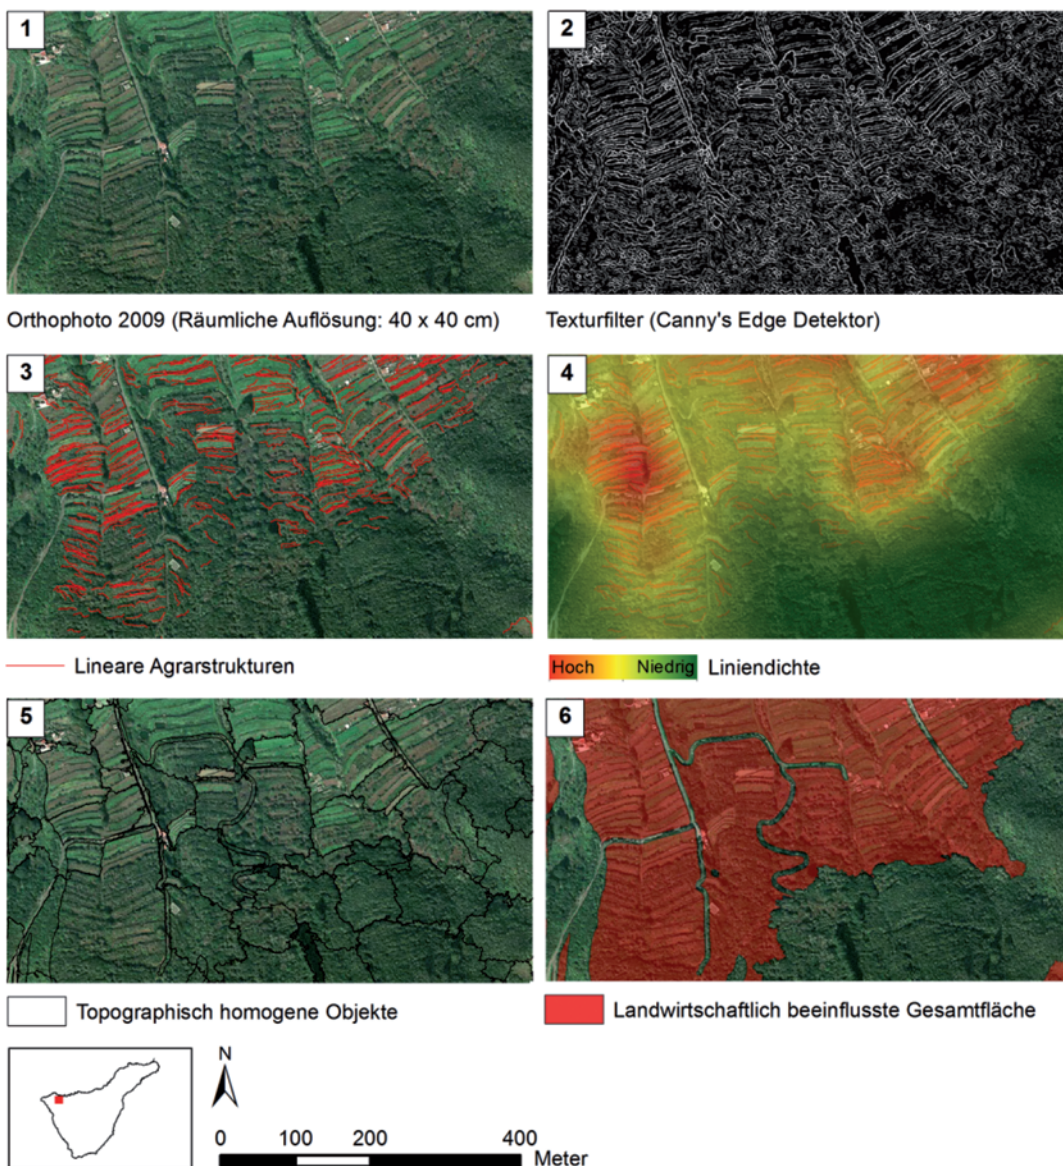 1
2
Orthophoto 2009 (Räumliche Auflösung: 40 x 40 cm)
Texturfilter (Canny's Edge Detektor)
3
4
Lineare Agrarstrukturen
Hoch Niedrig Liniendichte
5
6
Topographisch homogene Objekte
Landwirtschaftlich beeinflusste Gesamtfläche
N
0 100 200 400
Meter